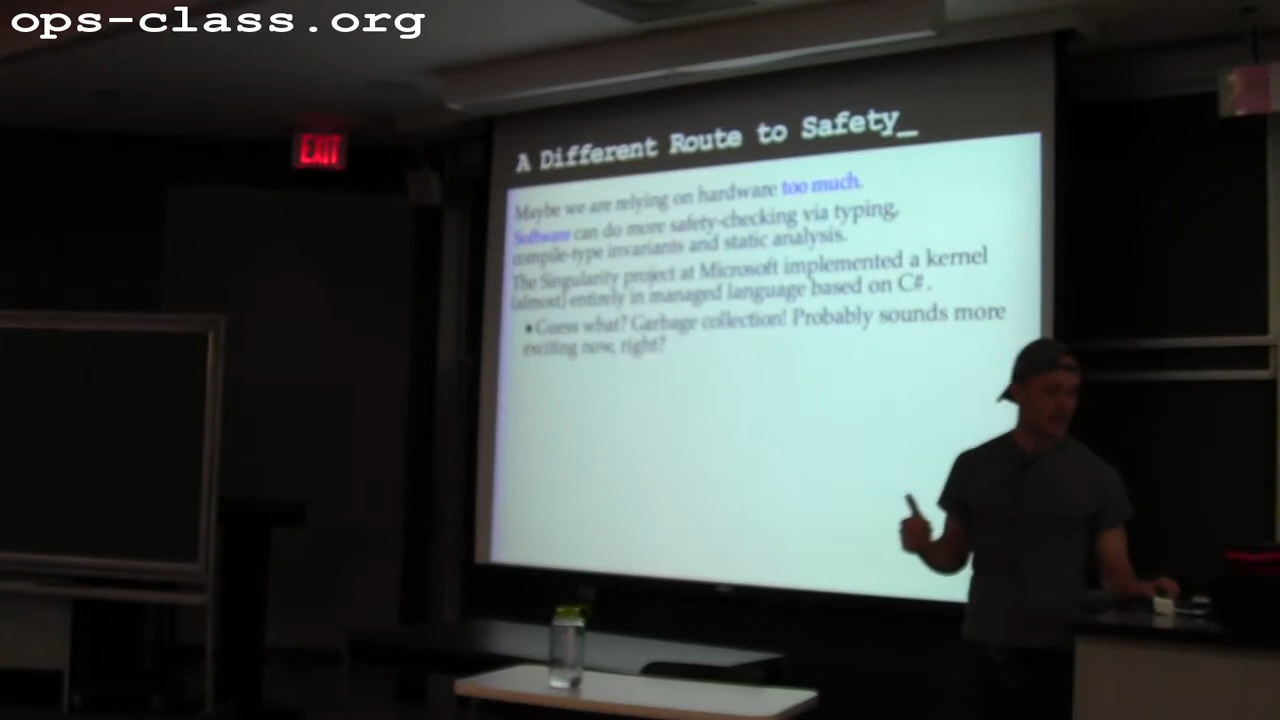 ops-class.org
EXIT
A Different Route to Safety_
Maybe we are relying on hardware too much.
Software can do more safety-checking via typing,
compile-type invariants and static analysis.
The Singularity project at Microsoft implemented a kernel
(almost) entirely in managed language based on C#.
• Guess what? Garbage collection! Probably sounds more
exciting now, right?